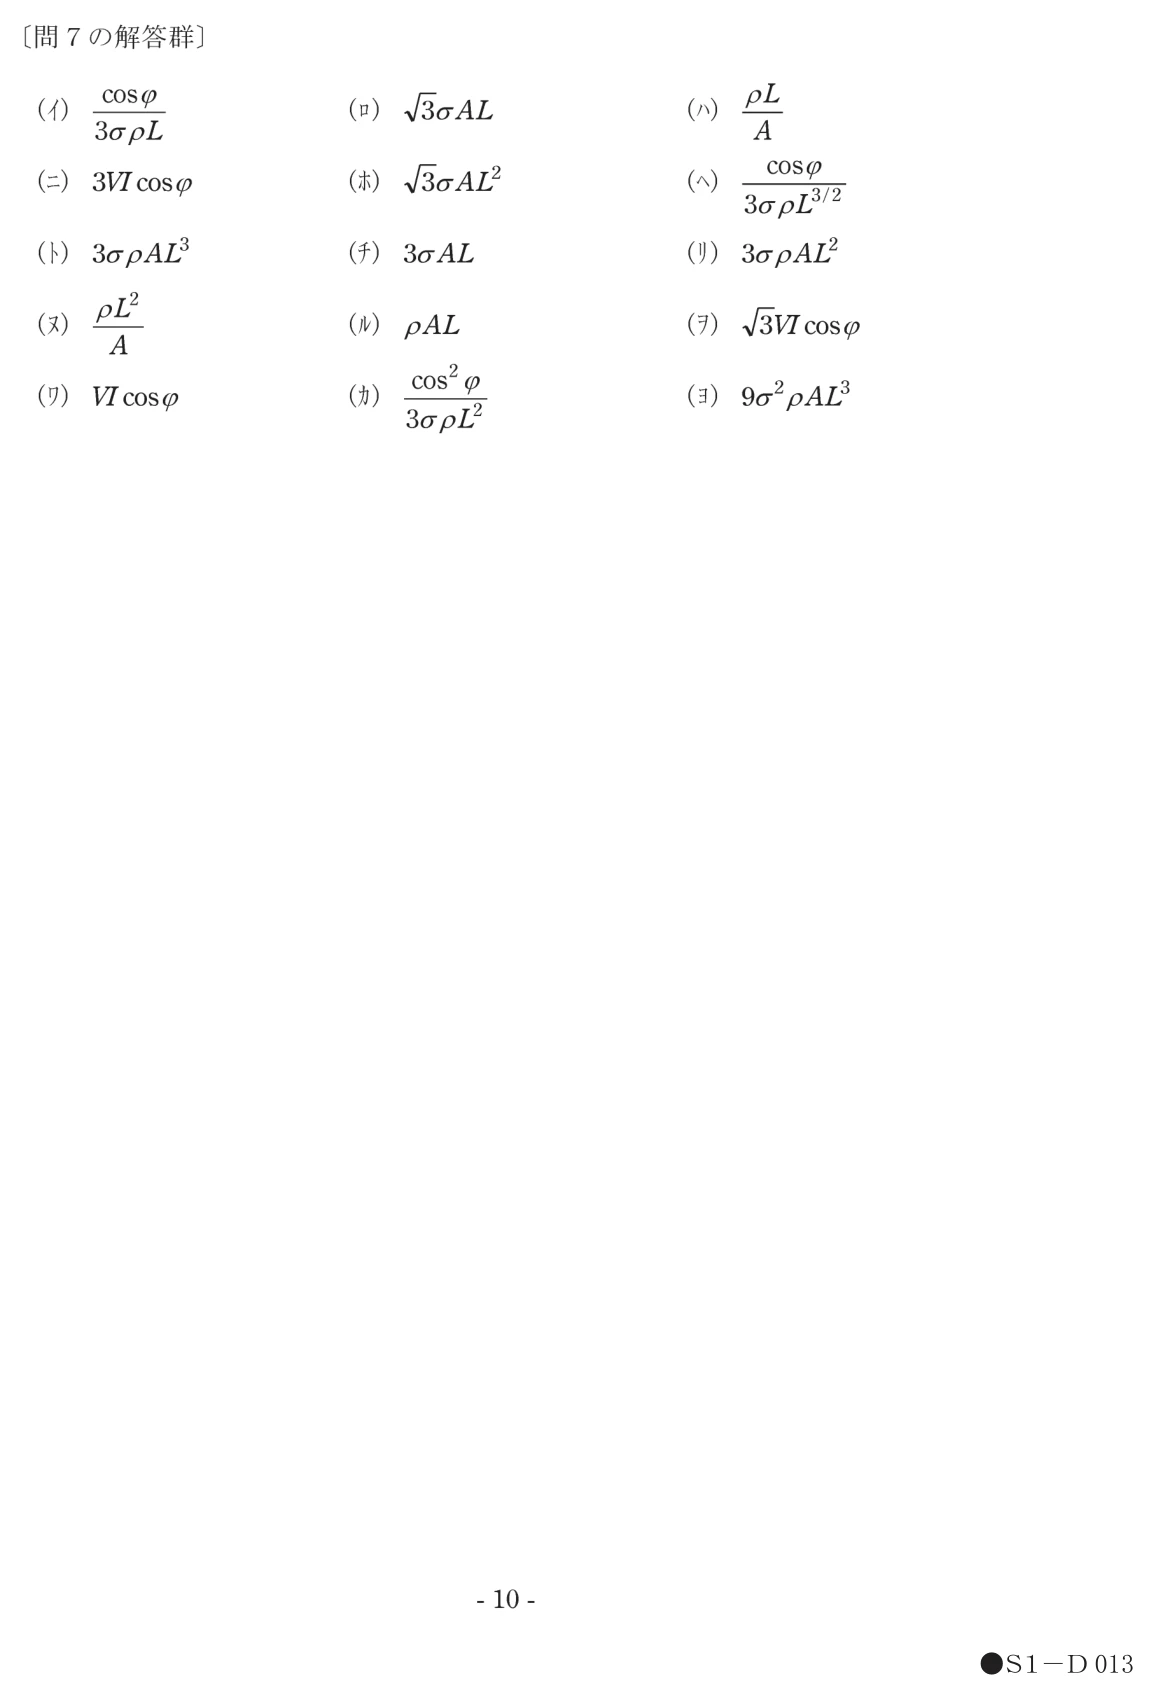 〔問7の解答群〕
(イ) cosφ/3σρL (ロ) √3σAL (ハ) ρL/A
(ニ) 3VI cosφ (ホ) √3σAL² (ヘ) cosφ/3σρL^{3/2}
(ト) 3σρAL³ (チ) 3σAL (リ) 3σρAL²
(ヌ) ρL²/A (ル) ρAL (ヲ) √3VI cosφ
(ワ) VI cosφ (カ) cos²φ/3σρL² (ヨ) 9σ²ρAL³
- 10 -
●S1-D 013